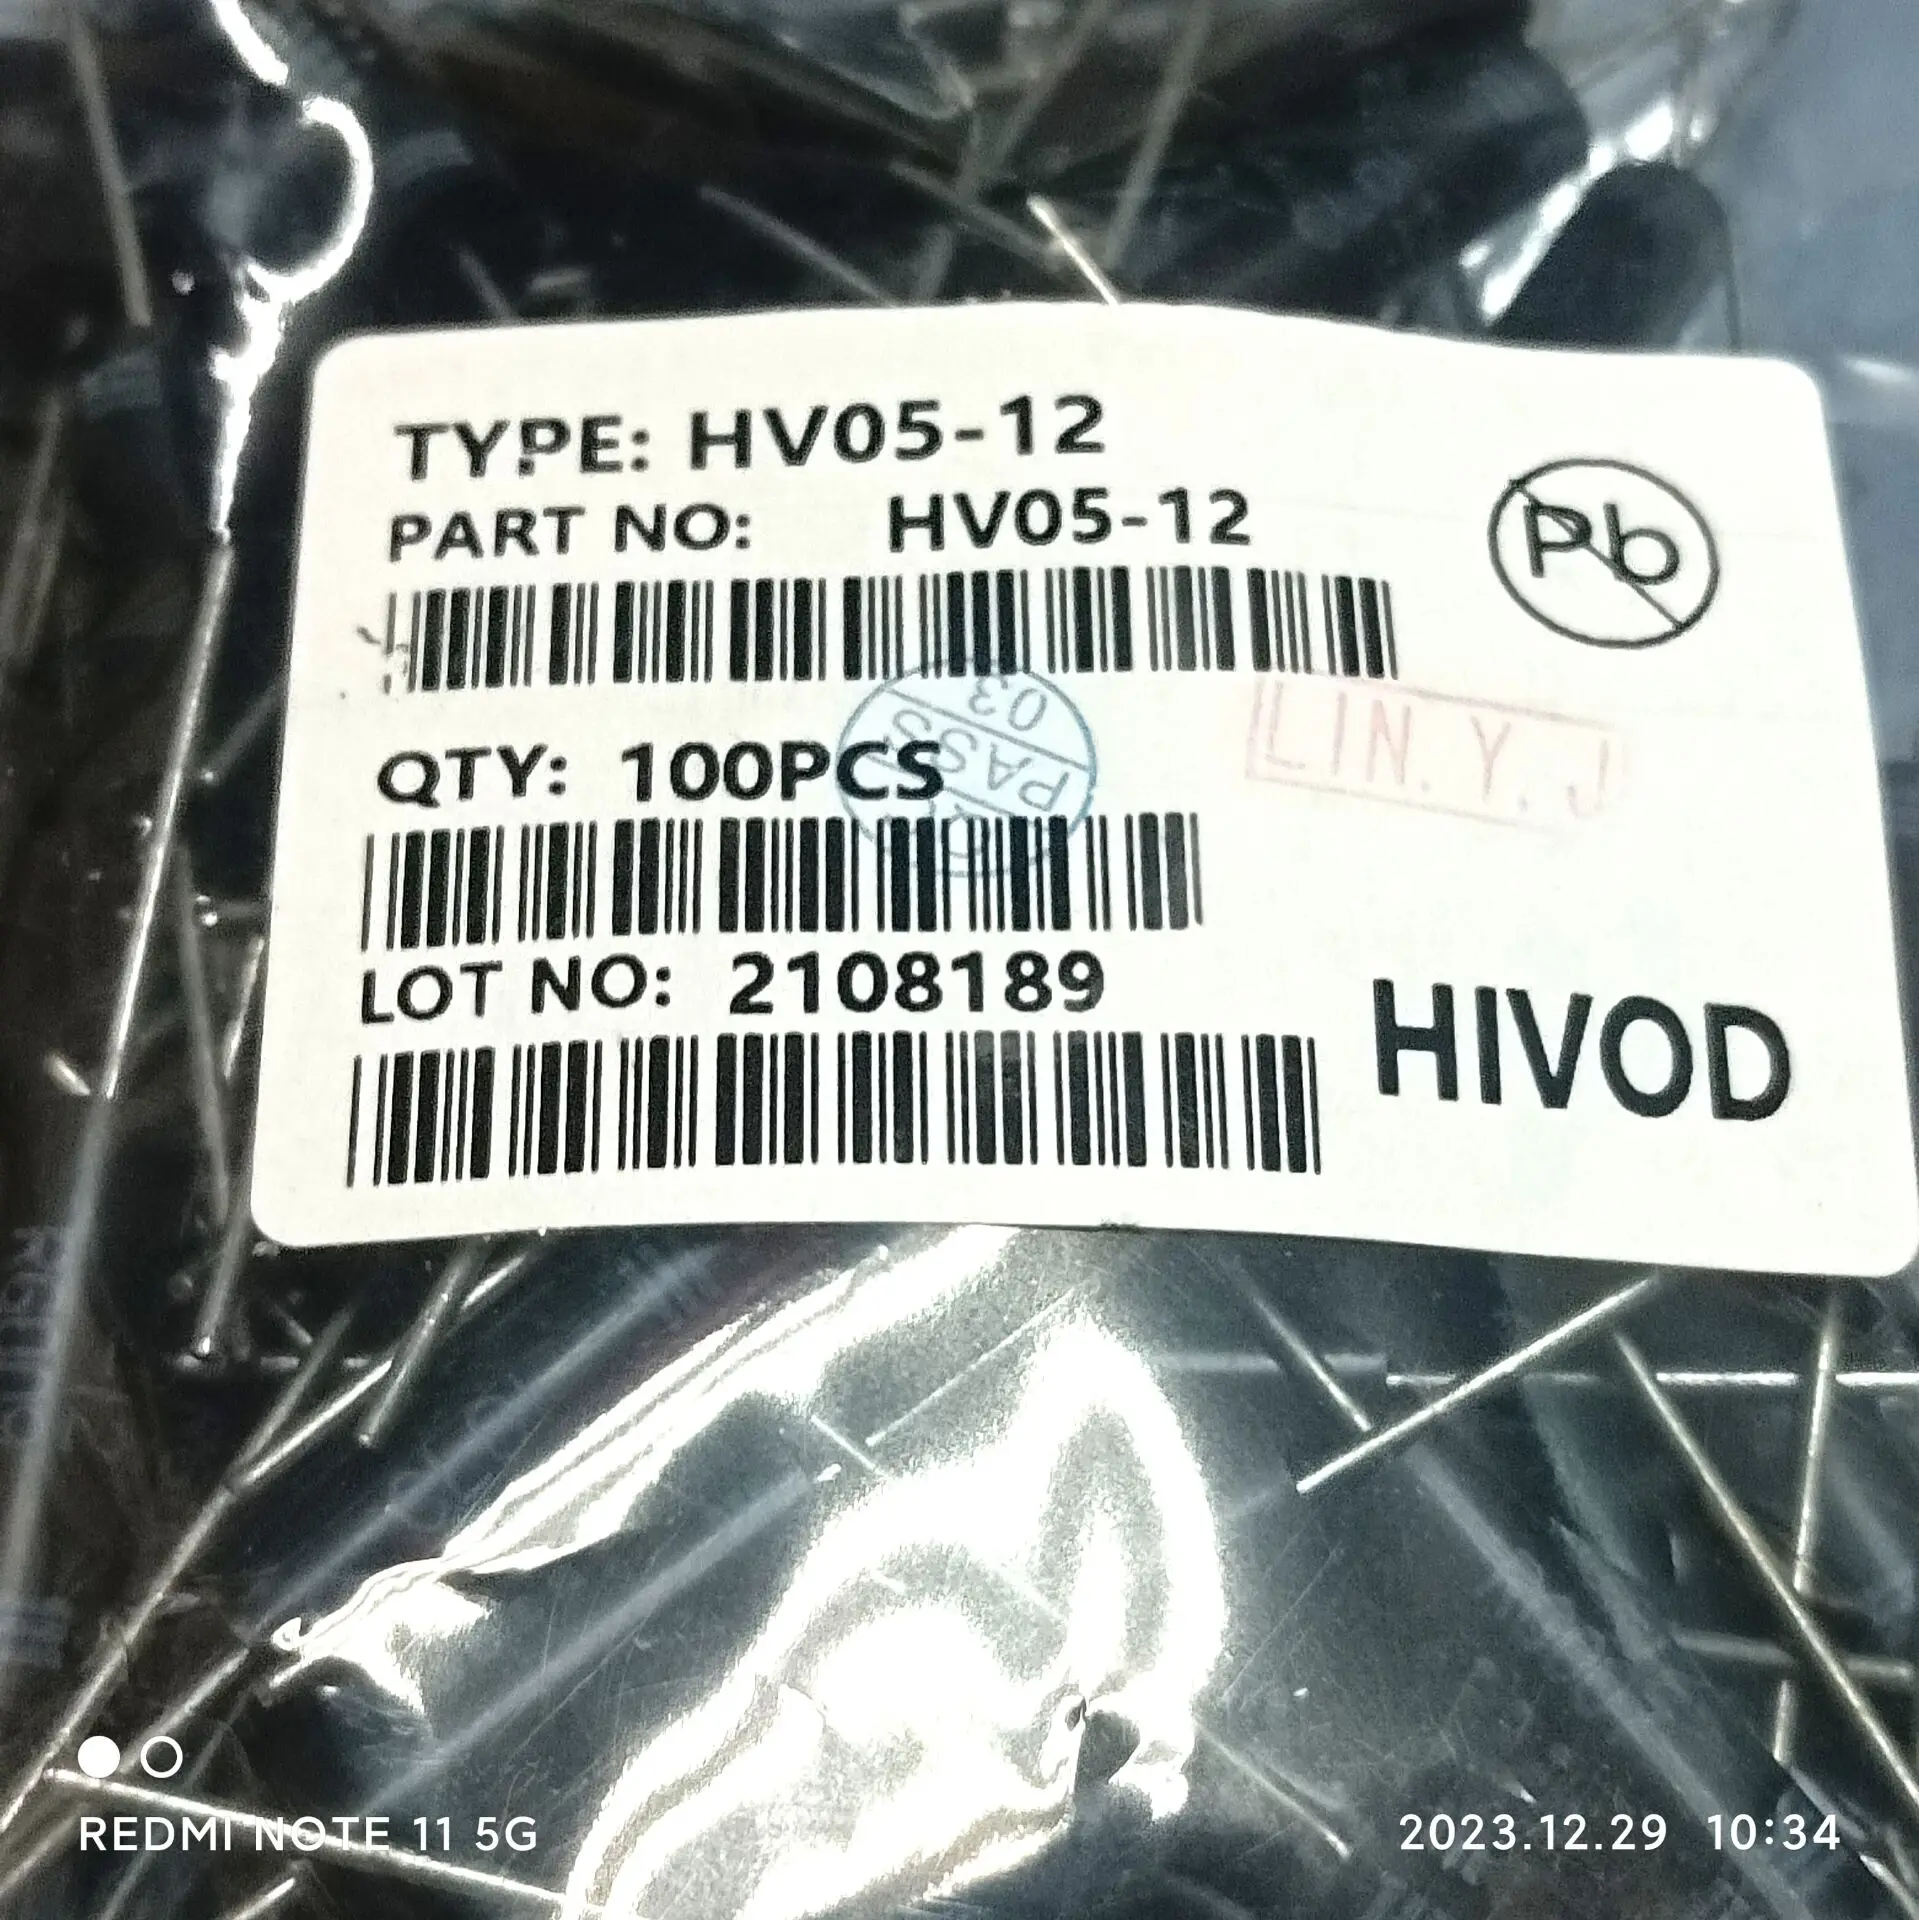 TYPE: HV05-12
PART NO: HV05-12
Pb
QTY: 100PCS
PASS
03
LIN. Y. J
LOT NO: 2108189
HIVOD
REDMI NOTE 11 5G
2023.12.29 10:34